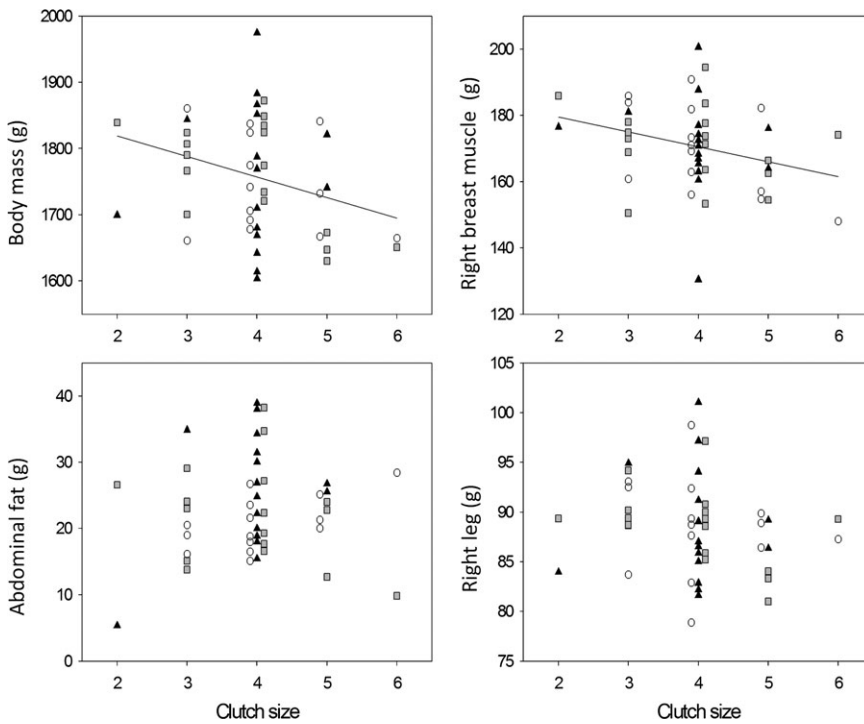 Body mass (g)
2000
1900
1800
1700
1600
2 3 4 5 6
Right breast muscle (g)
200
180
160
140
120
2 3 4 5 6
Abdominal fat (g)
40
30
20
10
0
2 3 4 5 6
Clutch size
Right leg (g)
105
100
95
90
85
80
75
2 3 4 5 6
Clutch size